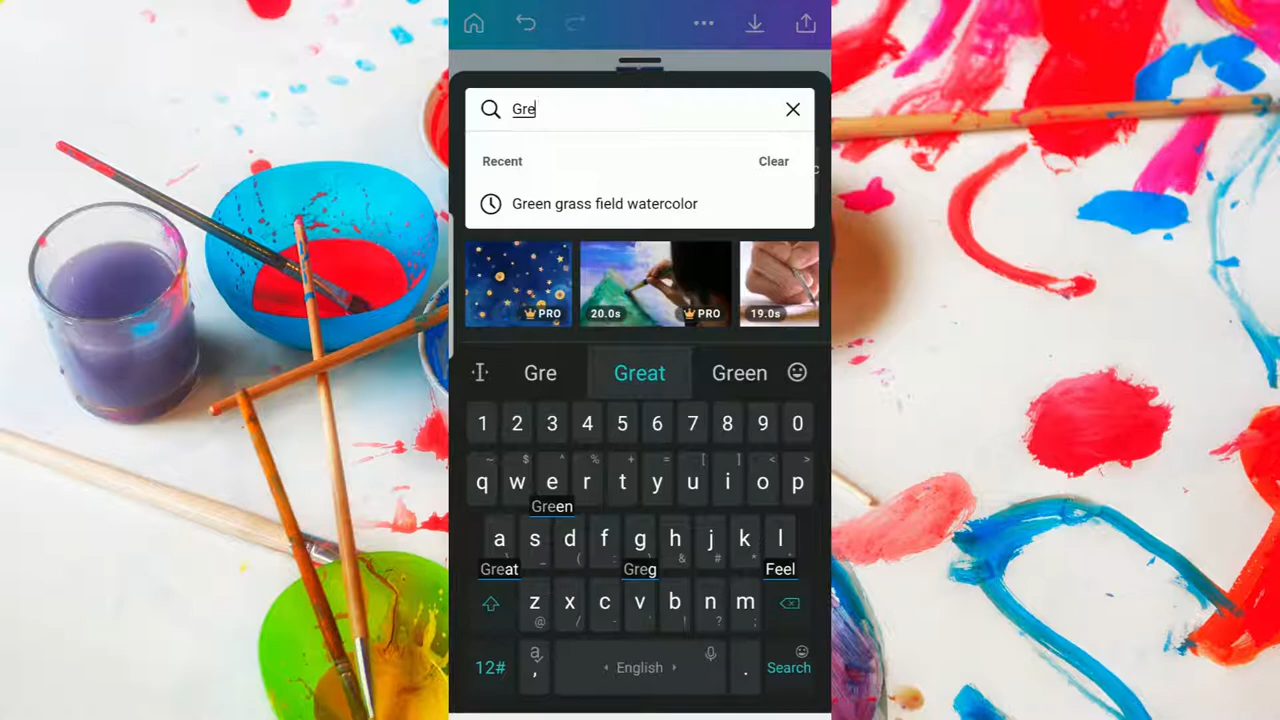 Gre
Recent Clear
Green grass field watercolor
PRO 20.0s PRO 19.0s
Gre Great Green
1 2 3 4 5 6 7 8 9 0
~ $ ^ % + = [ ] < >
q w e r t y u i o p
Green
a s d f g h j k l
\ _ ( ) & # *
Great Greg Feel
z x c v b n m
@ / - ! ? ;
12# a , English . Search